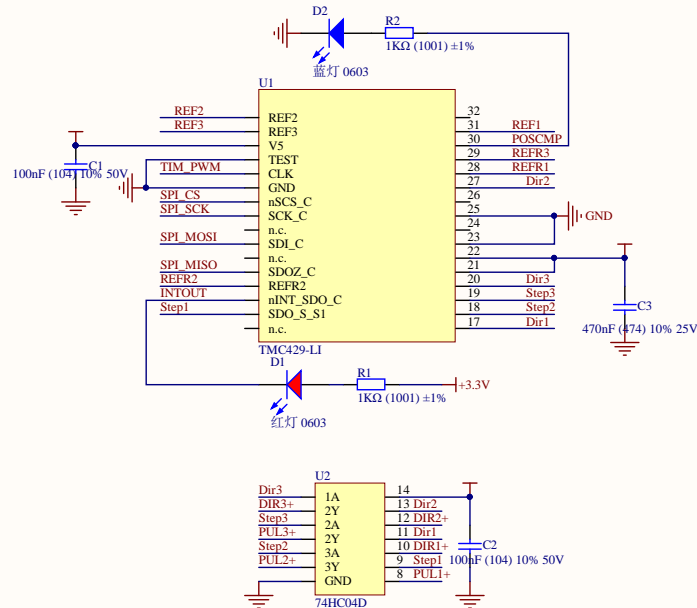 D2
R2
1KΩ (1001) ±1%
蓝灯 0603
U1
REF2
REF2
32
REF3
REF3
31
REF1
V5
30
POSCMP
C1
100nF (104) 10% 50V
TEST
29
REFR3
TIM_PWM
CLK
28
REFR1
GND
27
Dir2
SPI_CS
nSCS_C
26
SPI_SCK
SCK_C
25
GND
n.c.
24
SPI_MOSI
SDI_C
23
n.c.
22
SPI_MISO
SDOZ_C
21
REFR2
REFR2
20
Dir3
INTOUT
nINT_SDO_C
19
Step3
Step1
SDO_S_S1
18
Step2
C3
470nF (474) 10% 25V
n.c.
17
Dir1
TMC429-LI
D1
R1
+3.3V
1KΩ (1001) ±1%
红灯 0603
U2
Dir3
1A
14
DIR3+
2Y
13
Dir2
Step3
2A
12
DIR2+
PUL3+
2Y
11
Dir1
Step2
3A
10
DIR1+
C2
100nF (104) 10% 50V
PUL2+
3Y
9
Step1
GND
8
PUL1+
74HC04D